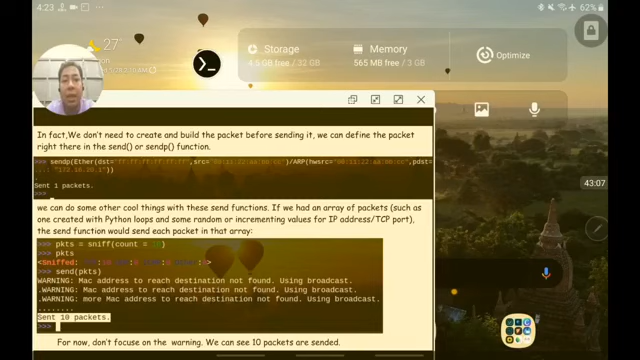 4:23
62%
27°
Storage
4.5 GB free / 32 GB
Memory
565 MB free / 3 GB
Optimize
43:07
In fact,We don't need to create and build the packet before sending it, we can define the packet
right there in the send() or sendp() function.
>>> sendp(Ether(dst="ff:ff:ff:ff:ff:ff",src="00:11:22:aa:bb:cc")/ARP(hwsrc="00:11:22:aa:bb:cc",pdst=
...: "172.16.20.1"))
.
Sent 1 packets.
>>>
we can do some other cool things with these send functions. If we had an array of packets (such as
one created with Python loops and some random or incrementing values for IP address/TCP port),
the send function would send each packet in that array:
>>> pkts = sniff(count = 10)
>>> pkts
>>> send(pkts)
WARNING: Mac address to reach destination not found. Using broadcast.
.WARNING: Mac address to reach destination not found. Using broadcast.
.WARNING: more Mac address to reach destination not found. Using broadcast.
........
Sent 10 packets.
>>>
For now, don't focus on the warning. We can see 10 packets are sended.